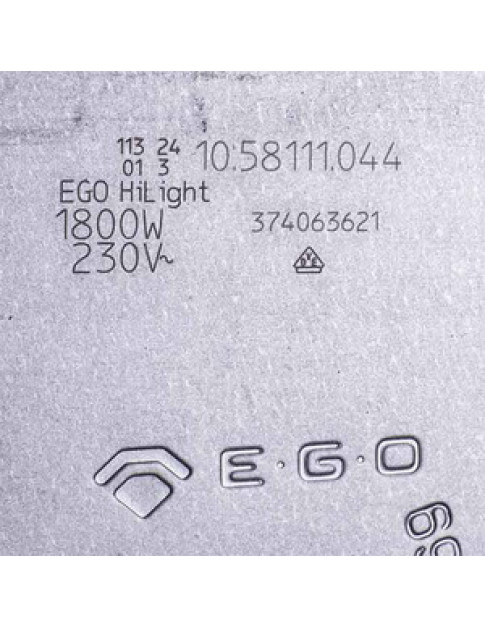 113 24
01 3
10.58111.044
EGO HiLight
1800W
374063621
230V~
E·G·O